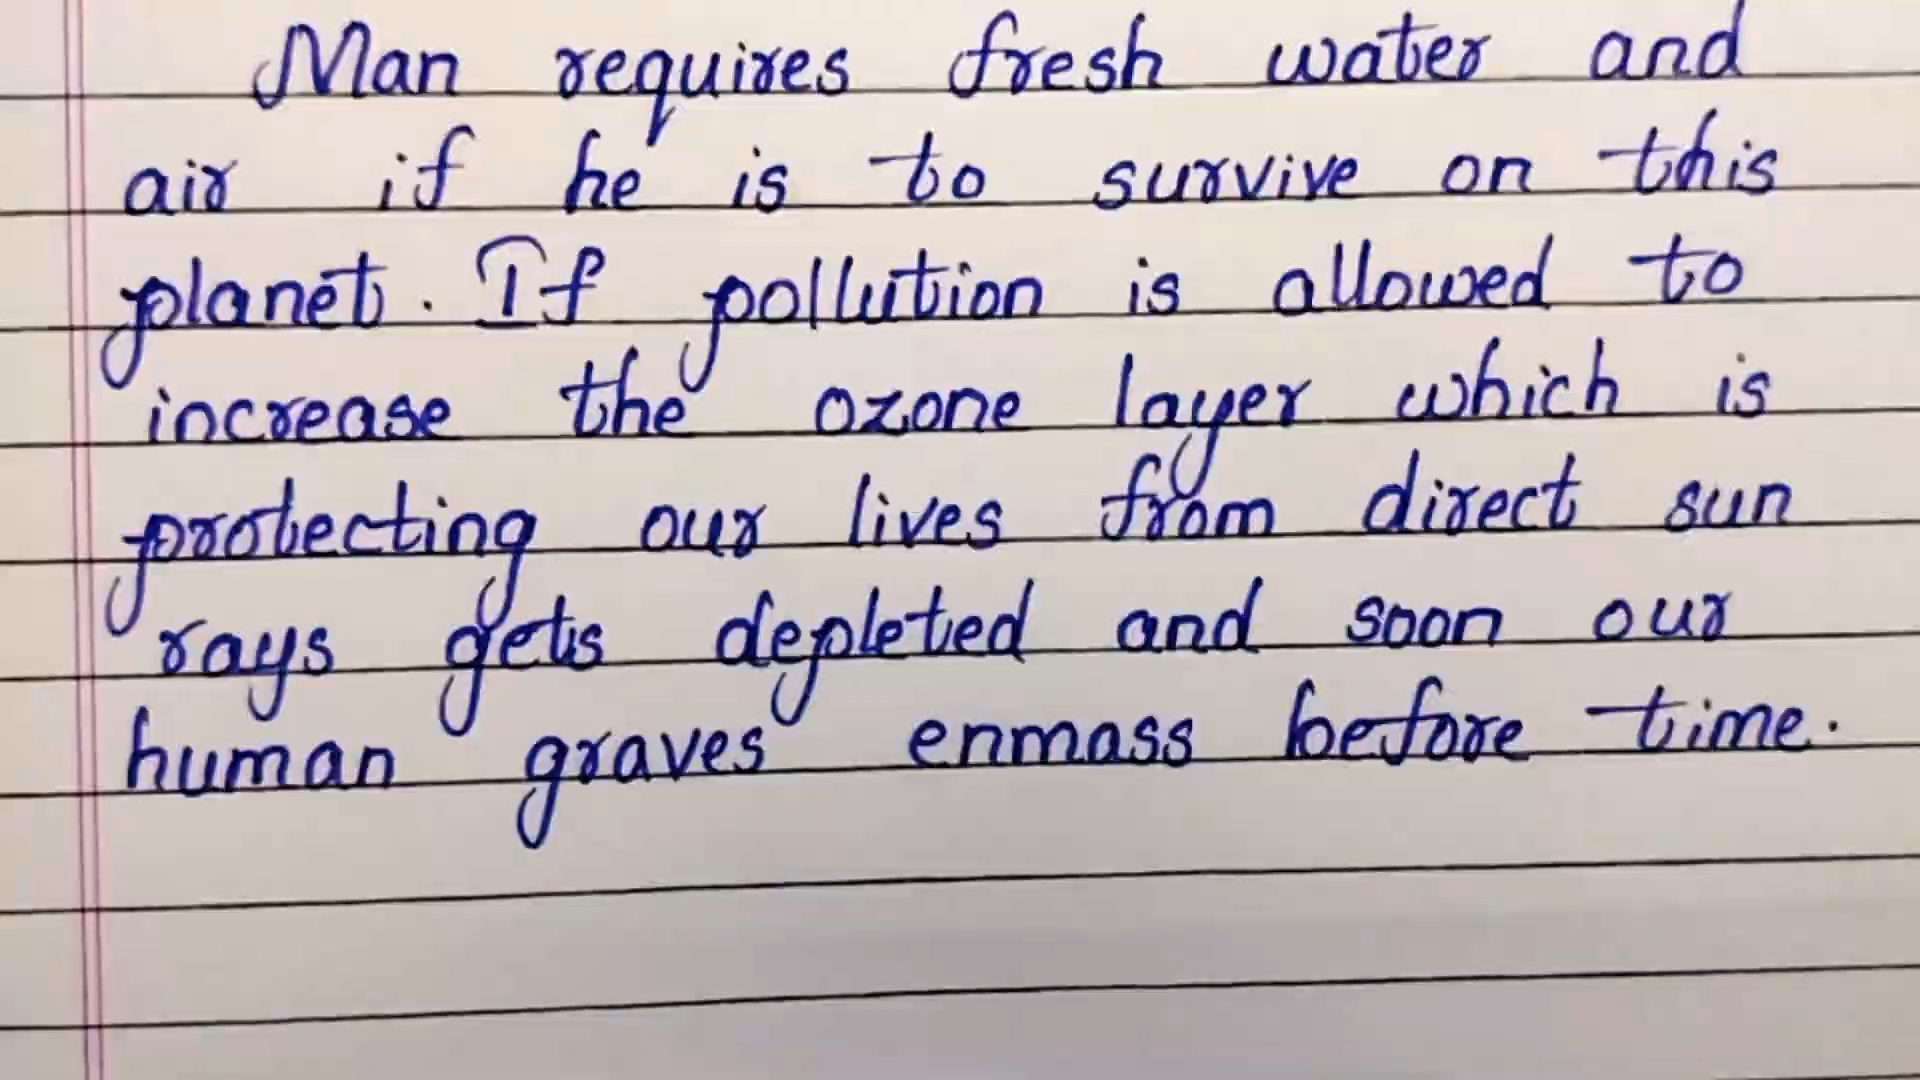 Man requires fresh water and
air if he is to survive on this
planet. If pollution is allowed to
increase the ozone layer which is
protecting our lives from direct sun
rays gets depleted and soon our
human graves enmass before time.